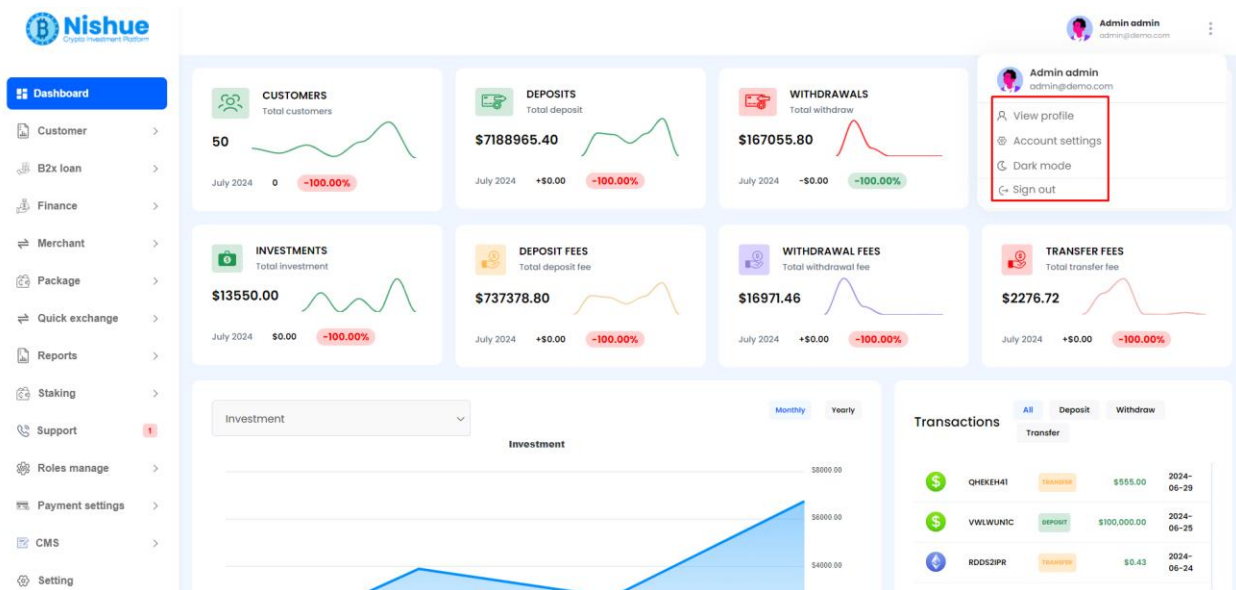 Nishue
Crypto Investment Platform
Admin admin
admin@demo.com
Dashboard
Customer
B2x loan
Finance
Merchant
Package
Quick exchange
Reports
Staking
Support 1
Roles manage
Payment settings
CMS
Setting
CUSTOMERS
Total customers
50
July 2024 0 -100.00%
DEPOSITS
Total deposit
$7188965.40
July 2024 +$0.00 -100.00%
WITHDRAWALS
Total withdraw
$167055.80
July 2024 -$0.00 -100.00%
Admin admin
admin@demo.com
View profile
Account settings
Dark mode
Sign out
INVESTMENTS
Total investment
$13550.00
July 2024 $0.00 -100.00%
DEPOSIT FEES
Total deposit fee
$737378.80
July 2024 +$0.00 -100.00%
WITHDRAWAL FEES
Total withdrawal fee
$16971.46
July 2024 +$0.00 -100.00%
TRANSFER FEES
Total transfer fee
$2276.72
July 2024 +$0.00 -100.00%
Investment
Monthly Yearly
Investment
$8000.00
$6000.00
$4000.00
Transactions
All Deposit Withdraw
Transfer
QHEKEH41 TRANSFER $555.00 2024-
06-29
VWLWUN1C DEPOSIT $100,000.00 2024-
06-25
RDDS2IPR TRANSFER $0.43 2024-
06-24